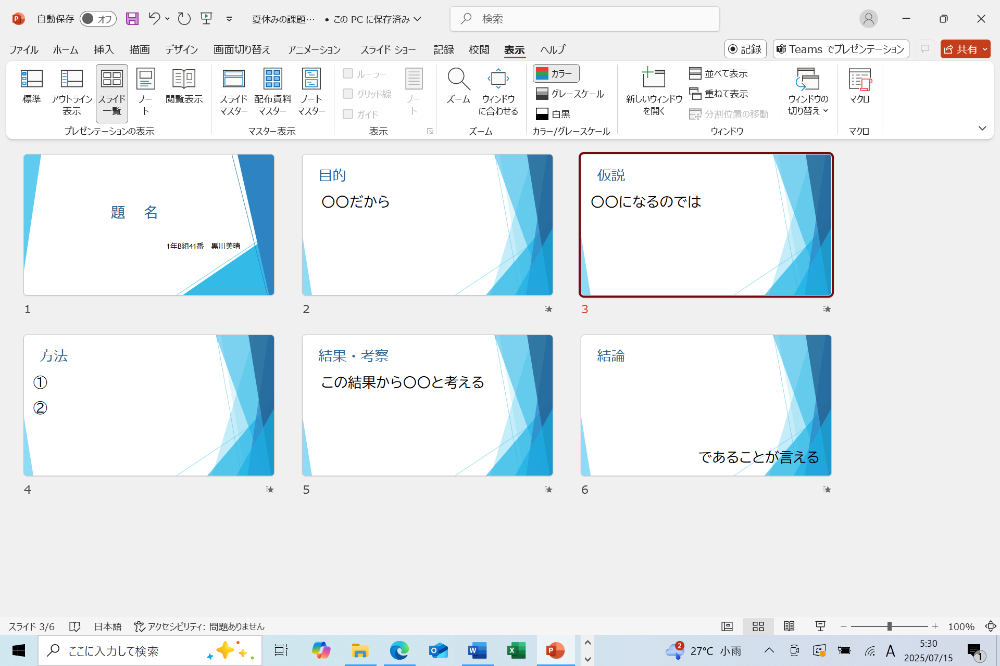 自動保存 オフ 夏休みの課題… • この PC に保存済み 検索
ファイル ホーム 挿入 描画 デザイン 画面切り替え アニメーション スライド ショー 記録 校閲 表示 ヘルプ 記録 Teams でプレゼンテーション 共有
標準
アウトライン
表示
スライド
一覧
ノー
ト
閲覧表示
プレゼンテーションの表示
スライド
マスター
配布資料
マスター
ノート
マスター
マスター表示
ルーラー
グリッド線
ガイド
ノー
ト
表示
ズーム
ウィンドウ
に合わせる
ズーム
カラー
グレースケール
白黒
カラー/グレースケール
新しいウィンドウ
を開く
並べて表示
重ねて表示
分割位置の移動
ウィンドウの
切り替え
ウィンドウ
マクロ
マクロ
題 名
1年B組41番 黒川美晴
1
目的
〇〇だから
2
仮説
〇〇になるのでは
3
方法
①
②
4
結果・考察
この結果から〇〇と考える
5
結論
であることが言える
6
スライド 3/6 日本語 アクセシビリティ: 問題ありません 100%
ここに入力して検索 2 27°C 小雨 A 5:30
2025/07/15 1